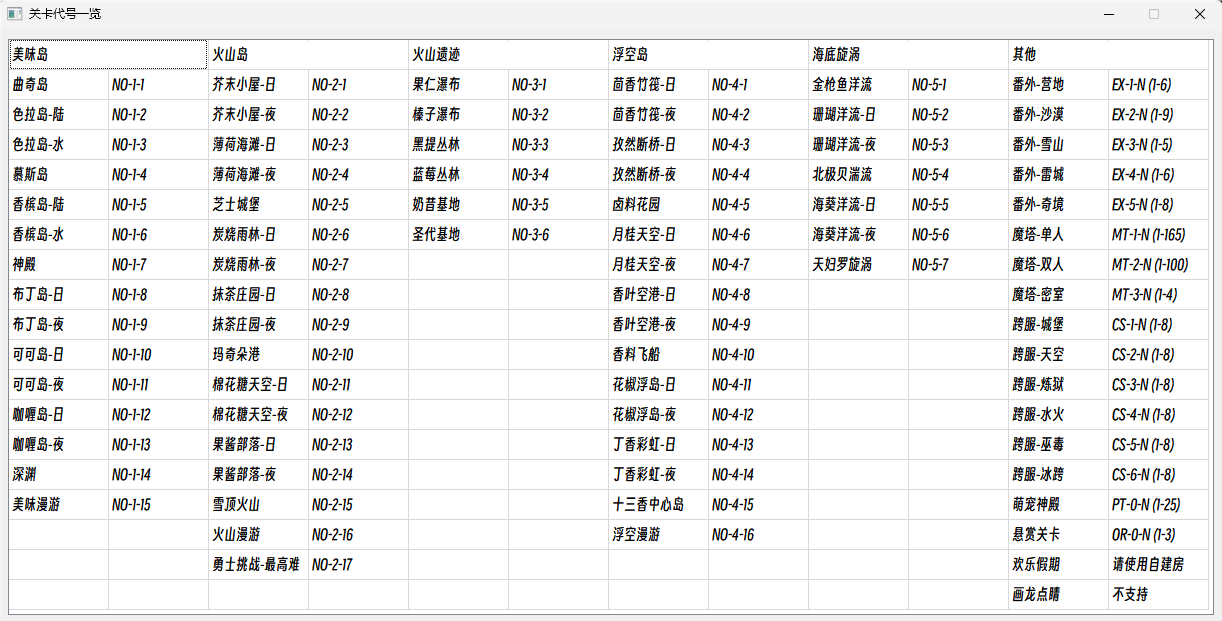 关卡代号一览
美味岛 火山岛 火山遗迹 浮空岛 海底旋涡 其他
曲奇岛 NO-1-1 芥末小屋-日 NO-2-1 果仁瀑布 NO-3-1 茴香竹筏-日 NO-4-1 金枪鱼洋流 NO-5-1 番外-营地 EX-1-N (1-6)
色拉岛-陆 NO-1-2 芥末小屋-夜 NO-2-2 榛子瀑布 NO-3-2 茴香竹筏-夜 NO-4-2 珊瑚洋流-日 NO-5-2 番外-沙漠 EX-2-N (1-9)
色拉岛-水 NO-1-3 薄荷海滩-日 NO-2-3 黑提丛林 NO-3-3 孜然断桥-日 NO-4-3 珊瑚洋流-夜 NO-5-3 番外-雪山 EX-3-N (1-5)
慕斯岛 NO-1-4 薄荷海滩-夜 NO-2-4 蓝莓丛林 NO-3-4 孜然断桥-夜 NO-4-4 北极贝湍流 NO-5-4 番外-雷城 EX-4-N (1-6)
香槟岛-陆 NO-1-5 芝士城堡 NO-2-5 奶昔基地 NO-3-5 卤料花园 NO-4-5 海葵洋流-日 NO-5-5 番外-奇境 EX-5-N (1-8)
香槟岛-水 NO-1-6 炭烧雨林-日 NO-2-6 圣代基地 NO-3-6 月桂天空-日 NO-4-6 海葵洋流-夜 NO-5-6 魔塔-单人 MT-1-N (1-165)
神殿 NO-1-7 炭烧雨林-夜 NO-2-7 月桂天空-夜 NO-4-7 天妇罗旋涡 NO-5-7 魔塔-双人 MT-2-N (1-100)
布丁岛-日 NO-1-8 抹茶庄园-日 NO-2-8 香叶空港-日 NO-4-8 魔塔-密室 MT-3-N (1-4)
布丁岛-夜 NO-1-9 抹茶庄园-夜 NO-2-9 香叶空港-夜 NO-4-9 跨服-城堡 CS-1-N (1-8)
可可岛-日 NO-1-10 玛奇朵港 NO-2-10 香料飞船 NO-4-10 跨服-天空 CS-2-N (1-8)
可可岛-夜 NO-1-11 棉花糖天空-日 NO-2-11 花椒浮岛-日 NO-4-11 跨服-炼狱 CS-3-N (1-8)
咖喱岛-日 NO-1-12 棉花糖天空-夜 NO-2-12 花椒浮岛-夜 NO-4-12 跨服-水火 CS-4-N (1-8)
咖喱岛-夜 NO-1-13 果酱部落-日 NO-2-13 丁香彩虹-日 NO-4-13 跨服-巫毒 CS-5-N (1-8)
深渊 NO-1-14 果酱部落-夜 NO-2-14 丁香彩虹-夜 NO-4-14 跨服-冰跨 CS-6-N (1-8)
美味漫游 NO-1-15 雪顶火山 NO-2-15 十三香中心岛 NO-4-15 萌宠神殿 PT-0-N (1-25)
火山漫游 NO-2-16 浮空漫游 NO-4-16 悬赏关卡 OR-0-N (1-3)
勇士挑战-最高难 NO-2-17 欢乐假期 请使用自建房
画龙点睛 不支持